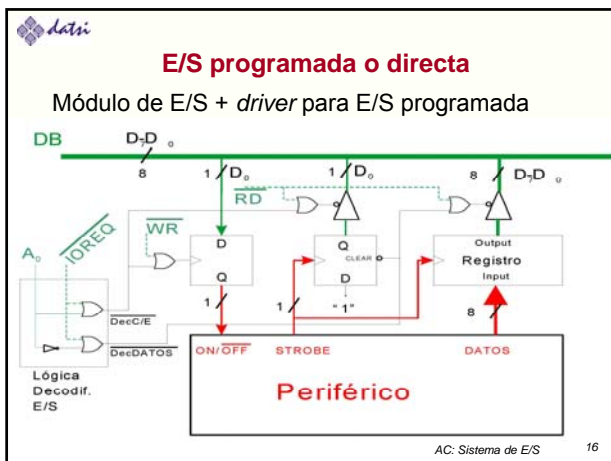 datsi
E/S programada o directa
Módulo de E/S + driver para E/S programada
DB D7D0
8 1 D0 1 D0 8 D7D0
RD
IOREQ WR
A0
D Q Output
CLEAR Registro
Q D Input
1 "1" 1 8
DecC/E
DecDATOS
ON/OFF STROBE DATOS
Lógica
Decodif.
E/S
Periférico
AC: Sistema de E/S 16